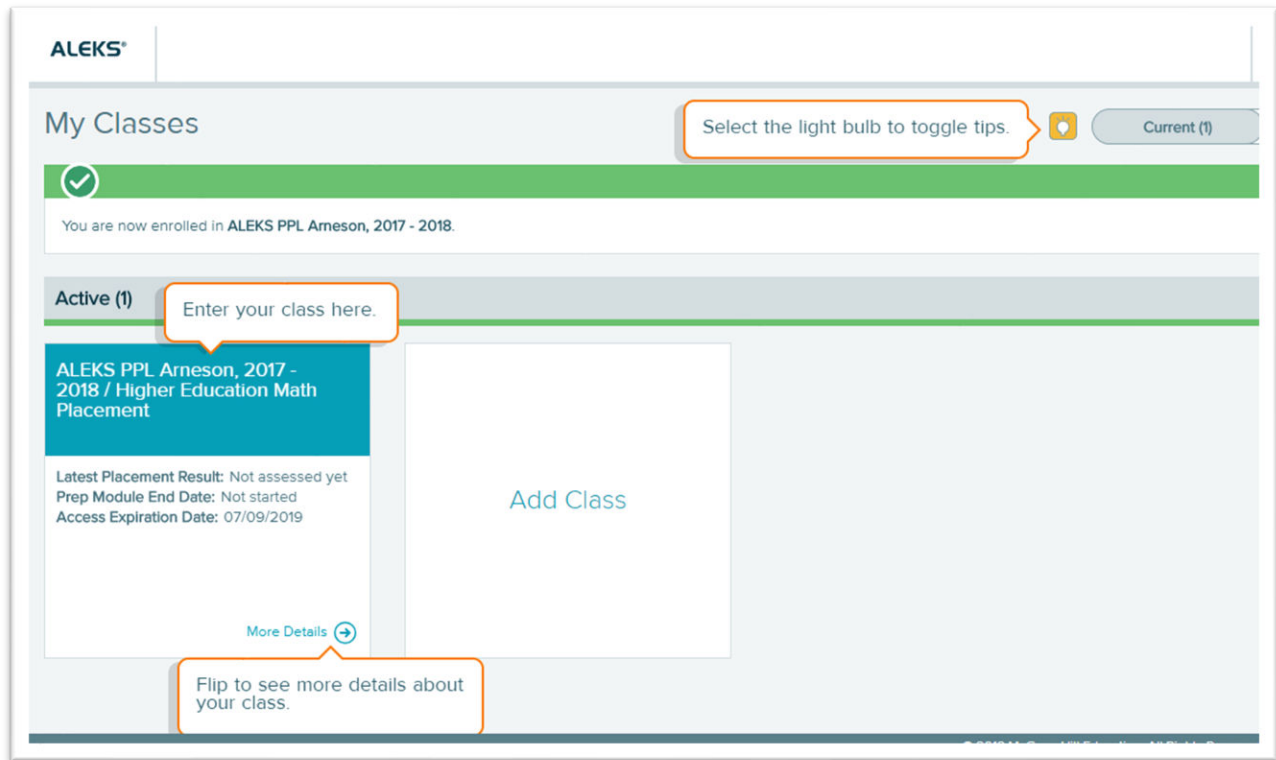 ALEKS®
My Classes
Select the light bulb to toggle tips.
Current (1)
You are now enrolled in ALEKS PPL Arneson, 2017 - 2018.
Active (1)
Enter your class here.
ALEKS PPL Arneson, 2017 -
2018 / Higher Education Math
Placement
Latest Placement Result: Not assessed yet
Prep Module End Date: Not started
Access Expiration Date: 07/09/2019
Add Class
More Details
Flip to see more details about
your class.